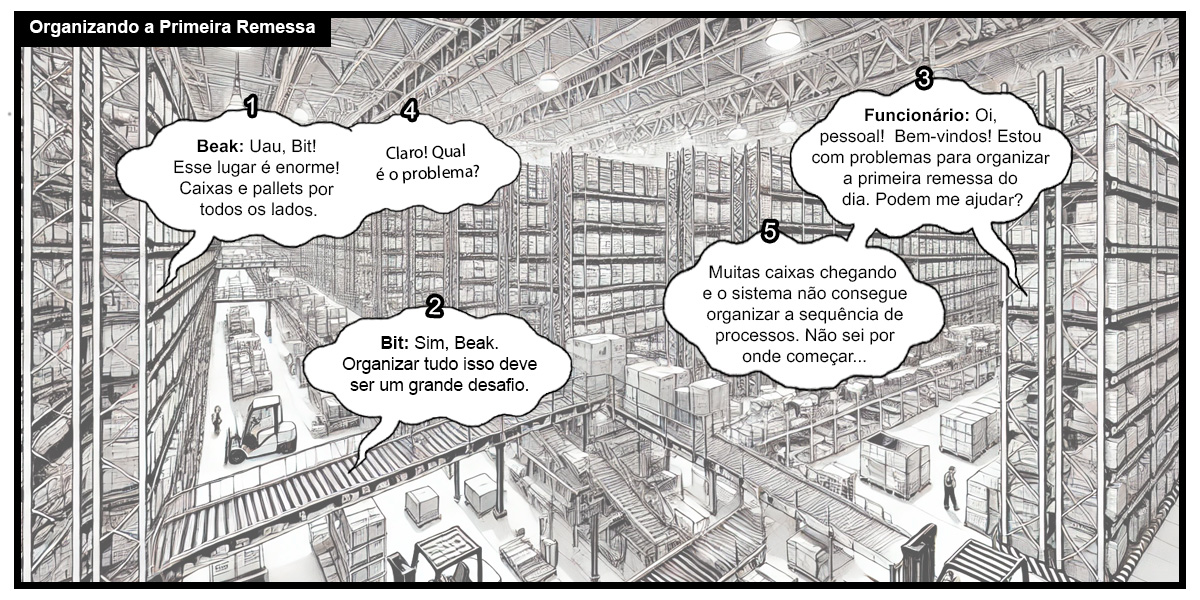 Organizando a Primeira Remessa
1
Beak: Uau, Bit!
Esse lugar é enorme!
Caixas e pallets por
todos os lados.
2
Bit: Sim, Beak.
Organizar tudo isso deve
ser um grande desafio.
3
Funcionário: Oi,
pessoal! Bem-vindos! Estou
com problemas para organizar
a primeira remessa do
dia. Podem me ajudar?
4
Claro! Qual
é o problema?
5
Muitas caixas chegando
e o sistema não consegue
organizar a sequência de
processos. Não sei por
onde começar...